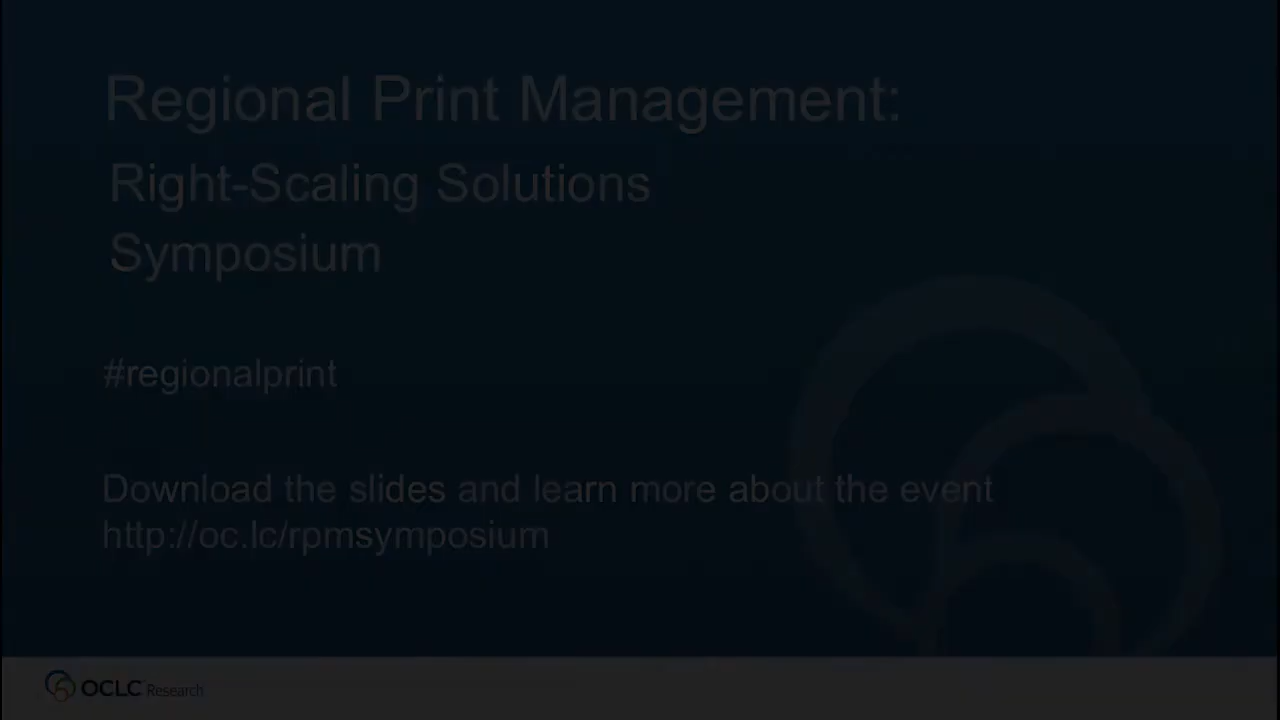 Regional Print Management:
Right-Scaling Solutions
Symposium
#regionalprint
Download the slides and learn more about the event
http://oc.lc/rpmsymposium
OCLC Research